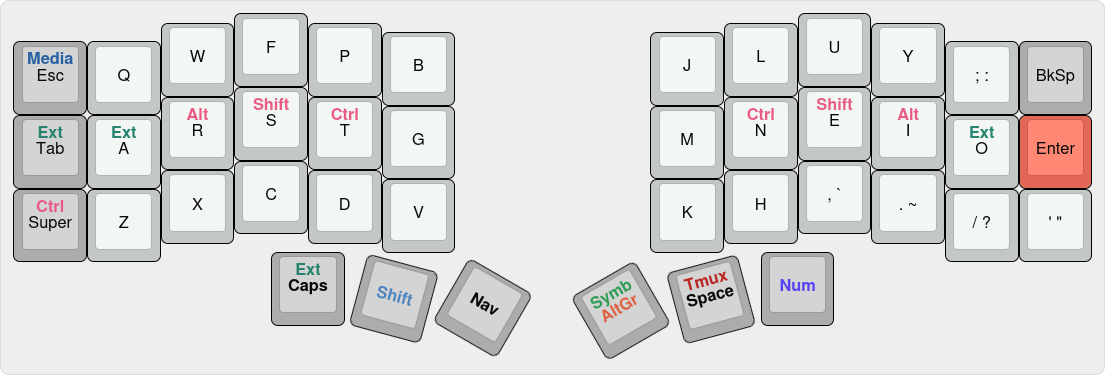 Media
Esc
Q
W
F
P
B
J
L
U
Y
; :
BkSp
Ext
Tab
Ext
A
Alt
R
Shift
S
Ctrl
T
G
M
Ctrl
N
Shift
E
Alt
I
Ext
O
Enter
Ctrl
Super
Z
X
C
D
V
K
H
, `
. ~
/ ?
' "
Ext
Caps
Shift
Nav
Symb
AltGr
Tmux
Space
Num